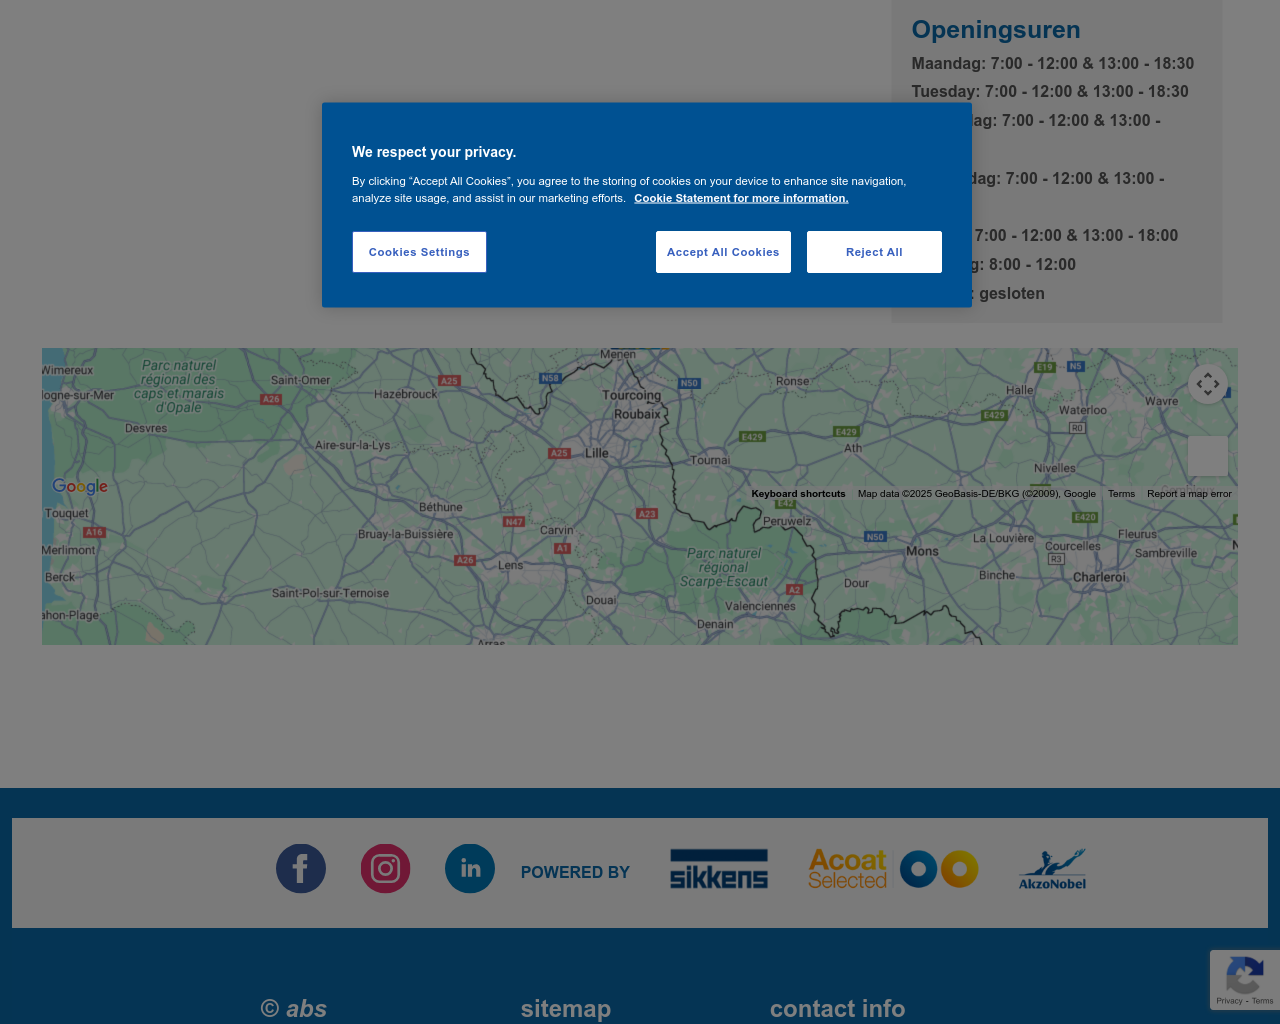 Openingsuren
Maandag: 7:00 - 12:00 & 13:00 - 18:30
Tuesday: 7:00 - 12:00 & 13:00 - 18:30
7:00 - 12:00 & 13:00 -
7:00 - 12:00 & 13:00 -
7:00 - 12:00 & 13:00 - 18:00
8:00 - 12:00
gesloten
We respect your privacy.
By clicking “Accept All Cookies”, you agree to the storing of cookies on your device to enhance site navigation,
analyze site usage, and assist in our marketing efforts. Cookie Statement for more information.
Cookies Settings Accept All Cookies Reject All
Menen
Wimereux
Parc naturel
régional des
caps et marais
d'Opale
Saint-Omer
A25
N58
N50
Ronse
E19
N5
Hazebrouck
Tourcoing
Halle
Wavre
A26
Roubaix
E429
Waterloo
Desvres
R0
Aire-sur-la-Lys
A25
Lille
E429
E429
Ath
Tournai
Nivelles
Google
Keyboard shortcuts Map data ©2025 GeoBasis-DE/BKG (©2009), Google Terms Report a map error
Touquet
Béthune
A23
E42
Peruwelz
E420
A16
N47
Bruay-la-Buissière
Carvin
N50
La Louvière
Fleurus
Merlimont
A26
A1
Parc naturel
régional
Scarpe-Escaut
Mons
Courcelles
R3
Sambreville
Lens
Berck
Binche
Charleroi
Dour
Saint-Pol-sur-Ternoise
A2
Douai
Valenciennes
Denain
Arras
POWERED BY
sikkens
Acoat
Selected
AkzoNobel
© abs sitemap contact info
Privacy - Terms